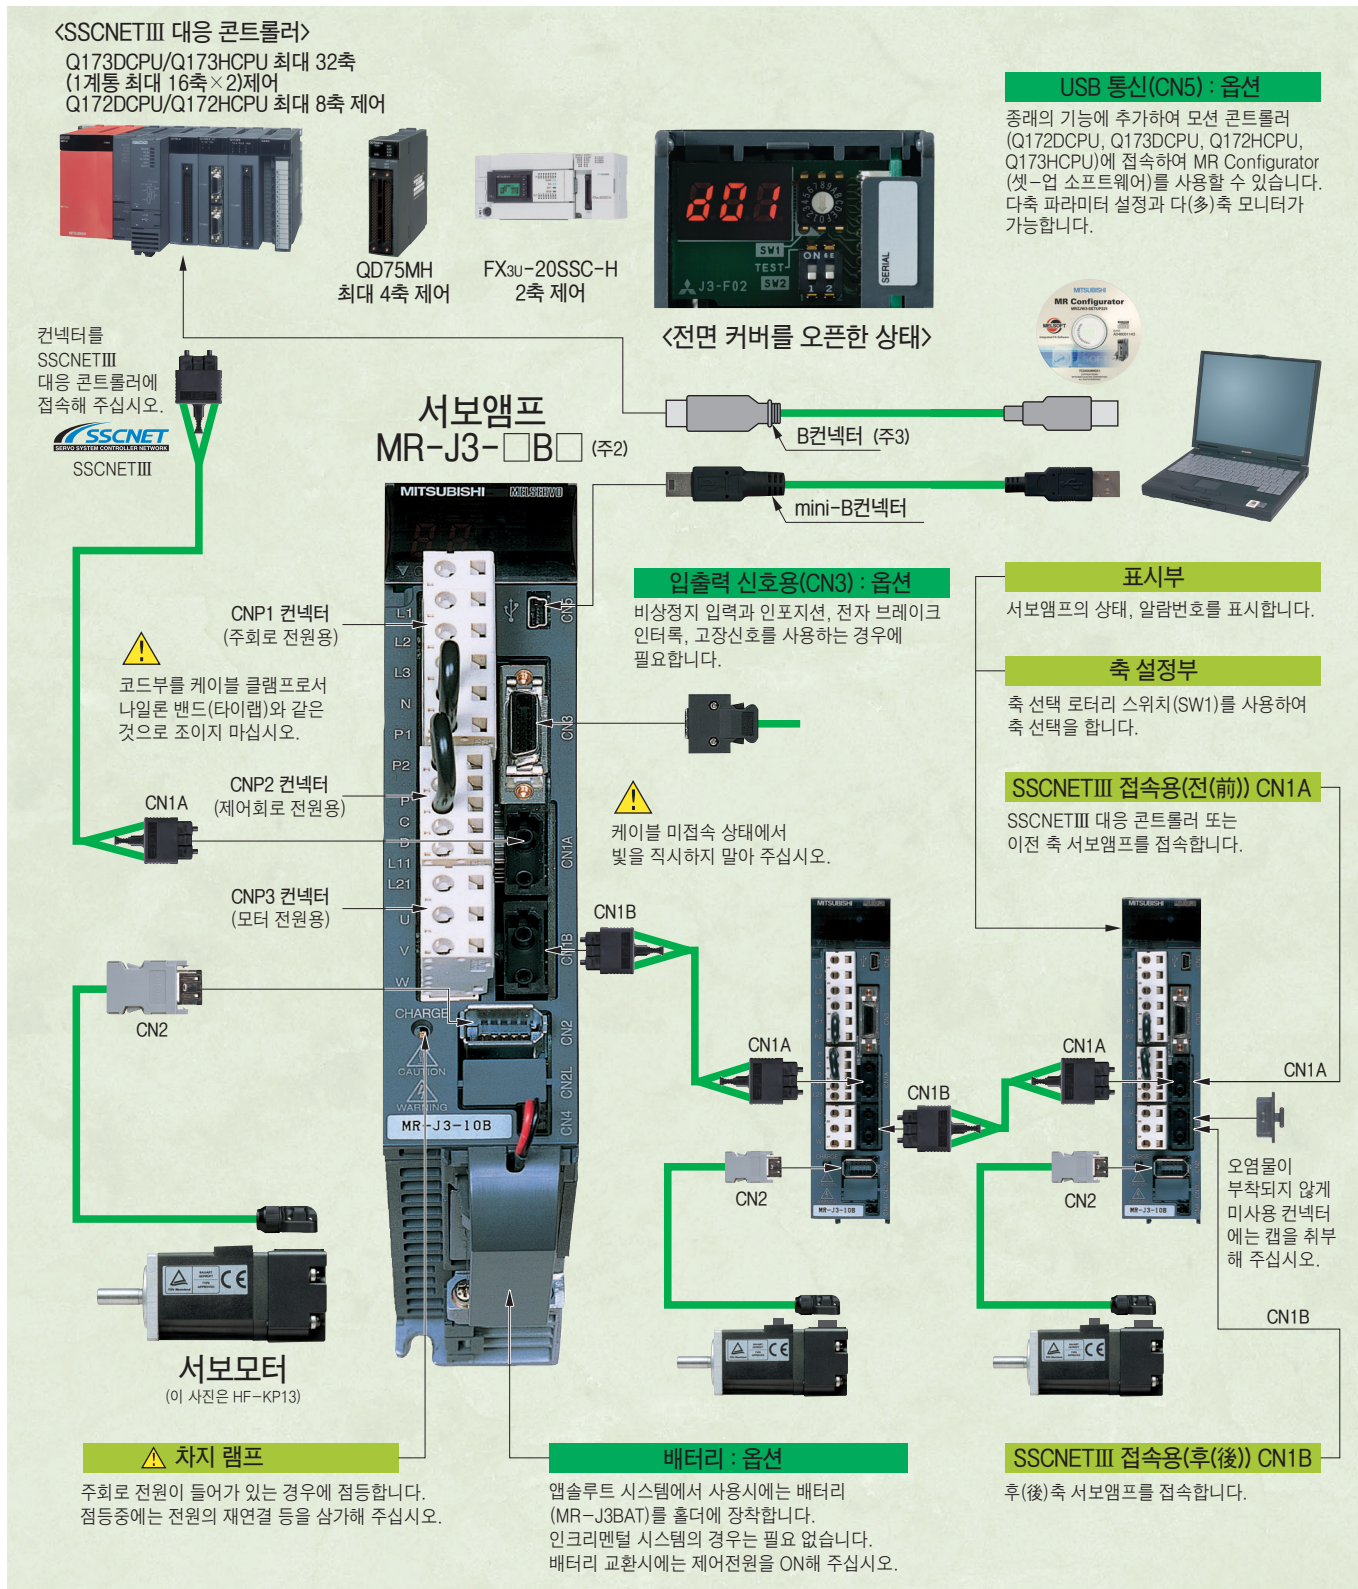 <SSCNETⅢ 대응 콘트롤러>
Q173DCPU/Q173HCPU 최대 32축
(1계통 최대 16축×2)제어
Q172DCPU/Q172HCPU 최대 8축 제어
QD75MH
최대 4축 제어
FX3U-20SSC-H
2축 제어
d01
SW1
ON
TEST
SW2
1 2
J3-F02
SERIAL
<전면 커버를 오픈한 상태>
USB 통신(CN5) : 옵션
종래의 기능에 추가하여 모션 콘트롤러
(Q172DCPU, Q173DCPU, Q172HCPU,
Q173HCPU)에 접속하여 MR Configurator
(셋-업 소프트웨어)를 사용할 수 있습니다.
다축 파라미터 설정과 다(多)축 모니터가
가능합니다.
MITSUBISHI
MR Configurator
MELSOFT
컨넥터를
SSCNETⅢ
대응 콘트롤러에
접속해 주십시오.
SSCNET
SERVO SYSTEM CONTROLLER NETWORK
SSCNETⅢ
서보앰프
MR-J3-□B□ (주2)
B컨넥터 (주3)
mini-B컨넥터
MITSUBISHI MELSERVO
L1
L2
L3
N
P1
P2
P
C
D
L11
L21
U
V
W
CHARGE
CAUTION
WARNING
CN5
CN3
CN1A
CN1B
CN2
CN2L
CN4
MR-J3-10B
CNP1 컨넥터
(주회로 전원용)
코드부를 케이블 클램프로서
나일론 밴드(타이랩)와 같은
것으로 조이지 마십시오.
CNP2 컨넥터
(제어회로 전원용)
CN1A
CNP3 컨넥터
(모터 전원용)
CN2
입출력 신호용(CN3) : 옵션
비상정지 입력과 인포지션, 전자 브레이크
인터록, 고장신호를 사용하는 경우에
필요합니다.
케이블 미접속 상태에서
빛을 직시하지 말아 주십시오.
표시부
서보앰프의 상태, 알람번호를 표시합니다.
축 설정부
축 선택 로터리 스위치(SW1)를 사용하여
축 선택을 합니다.
SSCNETⅢ 접속용(전(前)) CN1A
SSCNETⅢ 대응 콘트롤러 또는
이전 축 서보앰프를 접속합니다.
CN1B
MITSUBISHI
MITSUBISHI
CN1A
CN1B
CN1A
CN1A
CN2
CN2
MR-J3-10B
MR-J3-10B
오염물이
부착되지 않게
미사용 컨넥터
에는 캡을 취부
해 주십시오.
CN1B
서보모터
(이 사진은 HF-KP13)
차지 램프
주회로 전원이 들어가 있는 경우에 점등합니다.
점등중에는 전원의 재연결 등을 삼가해 주십시오.
배터리 : 옵션
앱솔루트 시스템에서 사용시에는 배터리
(MR-J3BAT)를 홀더에 장착합니다.
인크리멘털 시스템의 경우는 필요 없습니다.
배터리 교환시에는 제어전원을 ON해 주십시오.
SSCNETⅢ 접속용(후(後)) CN1B
후(後)축 서보앰프를 접속합니다.